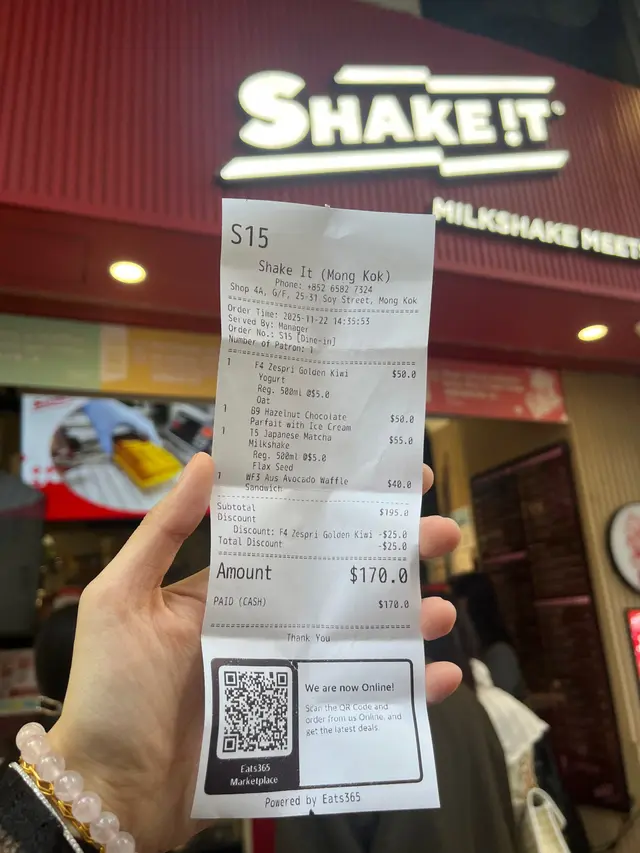 SHAKE!T
MILKSHAKE MEETS
S15
Shake It (Mong Kok)
Phone: +852 6582 7324
Shop 4A, G/F, 25-31 Soy Street, Mong Kok
Order Time: 2025-11-22 14:35:53
Served By: Manager
Order No.: S15 [Dine-in]
Number of Patron: 1
1 F4 Zespri Golden Kiwi $50.0
Yogurt
Reg. 500ml @$5.0
Oat
1 B9 Hazelnut Chocolate $50.0
Parfait with Ice Cream
1 T5 Japanese Matcha $55.0
Milkshake
Reg. 500ml @$5.0
Flax Seed
1 WF3 Aus Avocado Waffle $40.0
Sandwich
Subtotal $195.0
Discount
Discount: F4 Zespri Golden Kiwi -$25.0
Total Discount -$25.0
Amount $170.0
PAID (CASH) $170.0
Thank You
We are now Online!
Scan the QR Code and
order from us Online, and
get the latest deals.
Eats365
Marketplace
Powered by Eats365